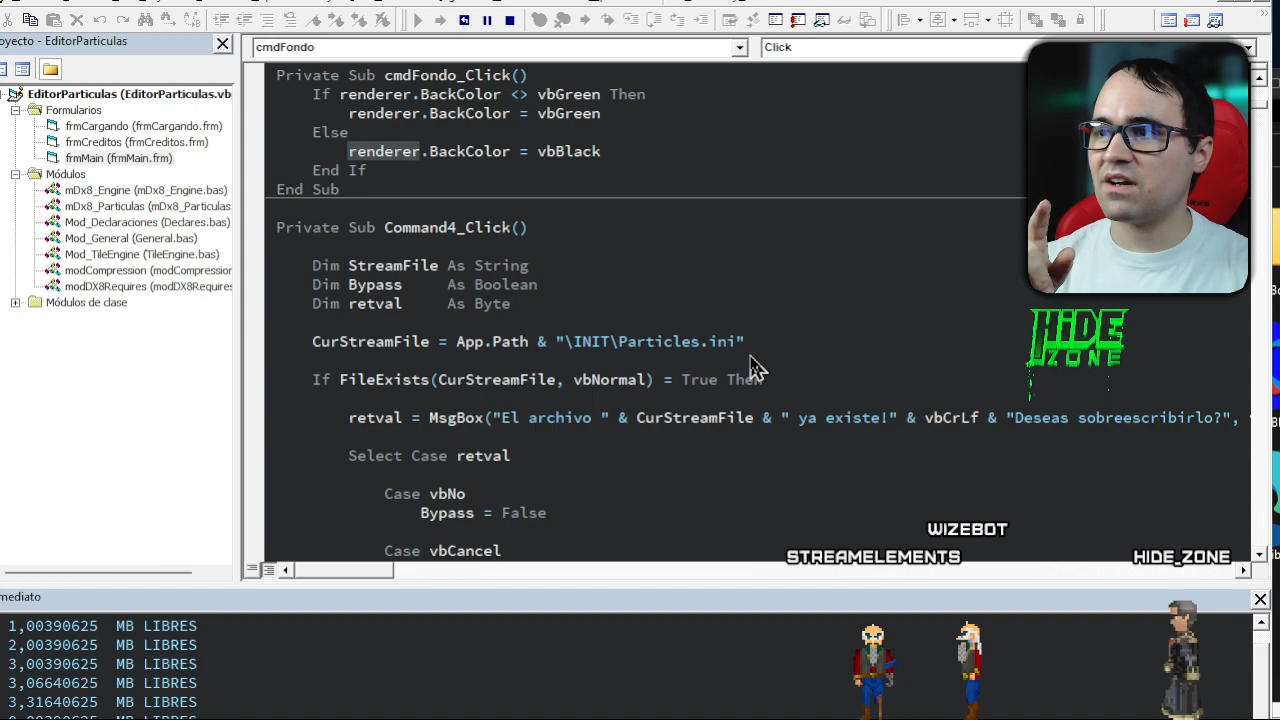 oyecto - EditorParticulas
cmdFondo
Click
EditorParticulas (EditorParticulas.vb
Formularios
frmCargando (frmCargando.frm)
frmCreditos (frmCreditos.frm)
frmMain (frmMain.frm)
Módulos
mDx8_Engine (mDx8_Engine.bas)
mDx8_Particulas (mDx8_Particulas
Mod_Declaraciones (Declares.bas)
Mod_General (General.bas)
Mod_TileEngine (TileEngine.bas)
modCompression (modCompression
modDX8Requires (modDX8Requires
Módulos de clase
Private Sub cmdFondo_Click()
If renderer.BackColor <> vbGreen Then
renderer.BackColor = vbGreen
Else
renderer.BackColor = vbBlack
End If
End Sub
Private Sub Command4_Click()
Dim StreamFile As String
Dim Bypass As Boolean
Dim retval As Byte
CurStreamFile = App.Path & "\INIT\Particles.ini"
If FileExists(CurStreamFile, vbNormal) = True Then
retval = MsgBox("El archivo " & CurStreamFile & " ya existe!" & vbCrLf & "Deseas sobreescribirlo?",
Select Case retval
Case vbNo
Bypass = False
Case vbCancel
HiDE
ZONE
WIZEBOT
STREAMELEMENTS
HIDE_ZONE
mediato
1,00390625 MB LIBRES
2,00390625 MB LIBRES
3,00390625 MB LIBRES
3,06640625 MB LIBRES
3,31640625 MB LIBRES